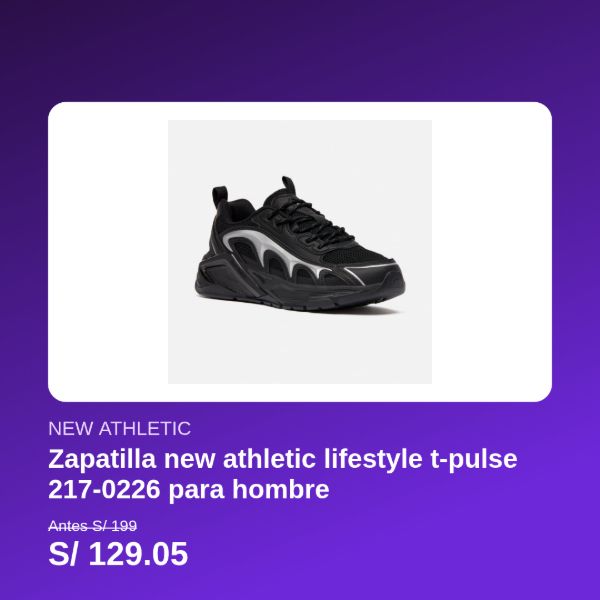 NEW ATHLETIC
Zapatilla new athletic lifestyle t-pulse
217-0226 para hombre
Antes S/ 199
S/ 129.05